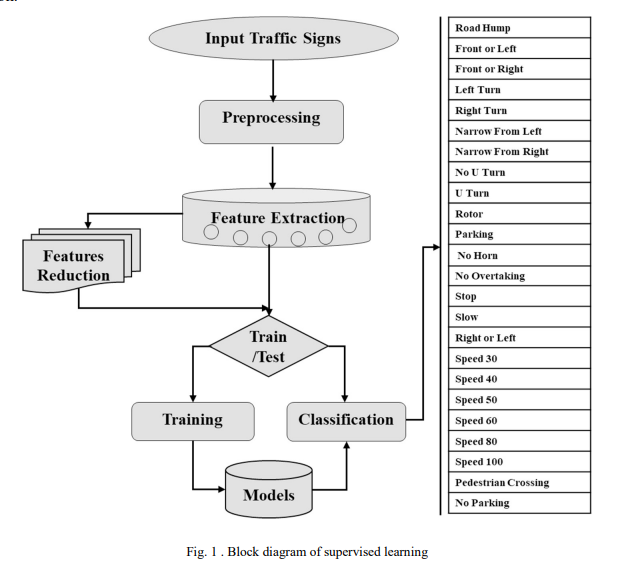 Input Traffic Signs
Preprocessing
Feature Extraction
Features
Reduction
Train
/Test
Training
Classification
Models
Road Hump
Front or Left
Front or Right
Left Turn
Right Turn
Narrow From Left
Narrow From Right
No U Turn
U Turn
Rotor
Parking
No Horn
No Overtaking
Stop
Slow
Right or Left
Speed 30
Speed 40
Speed 50
Speed 60
Speed 80
Speed 100
Pedestrian Crossing
No Parking
Fig. 1 . Block diagram of supervised learning